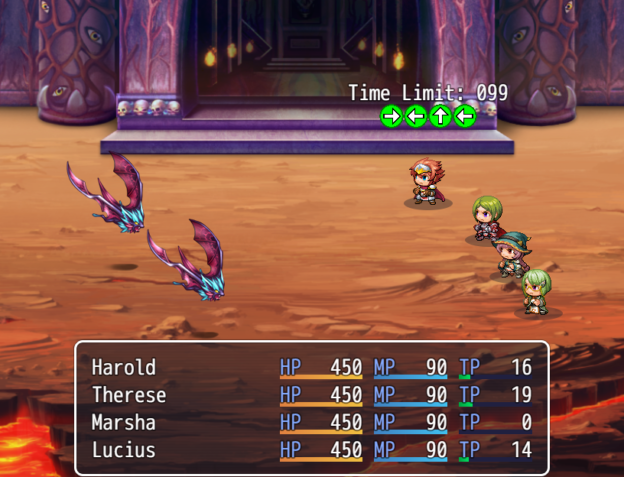 Time Limit: 099
Harold HP 450 MP 90 TP 16
Therese HP 450 MP 90 TP 19
Marsha HP 450 MP 90 TP 0
Lucius HP 450 MP 90 TP 14